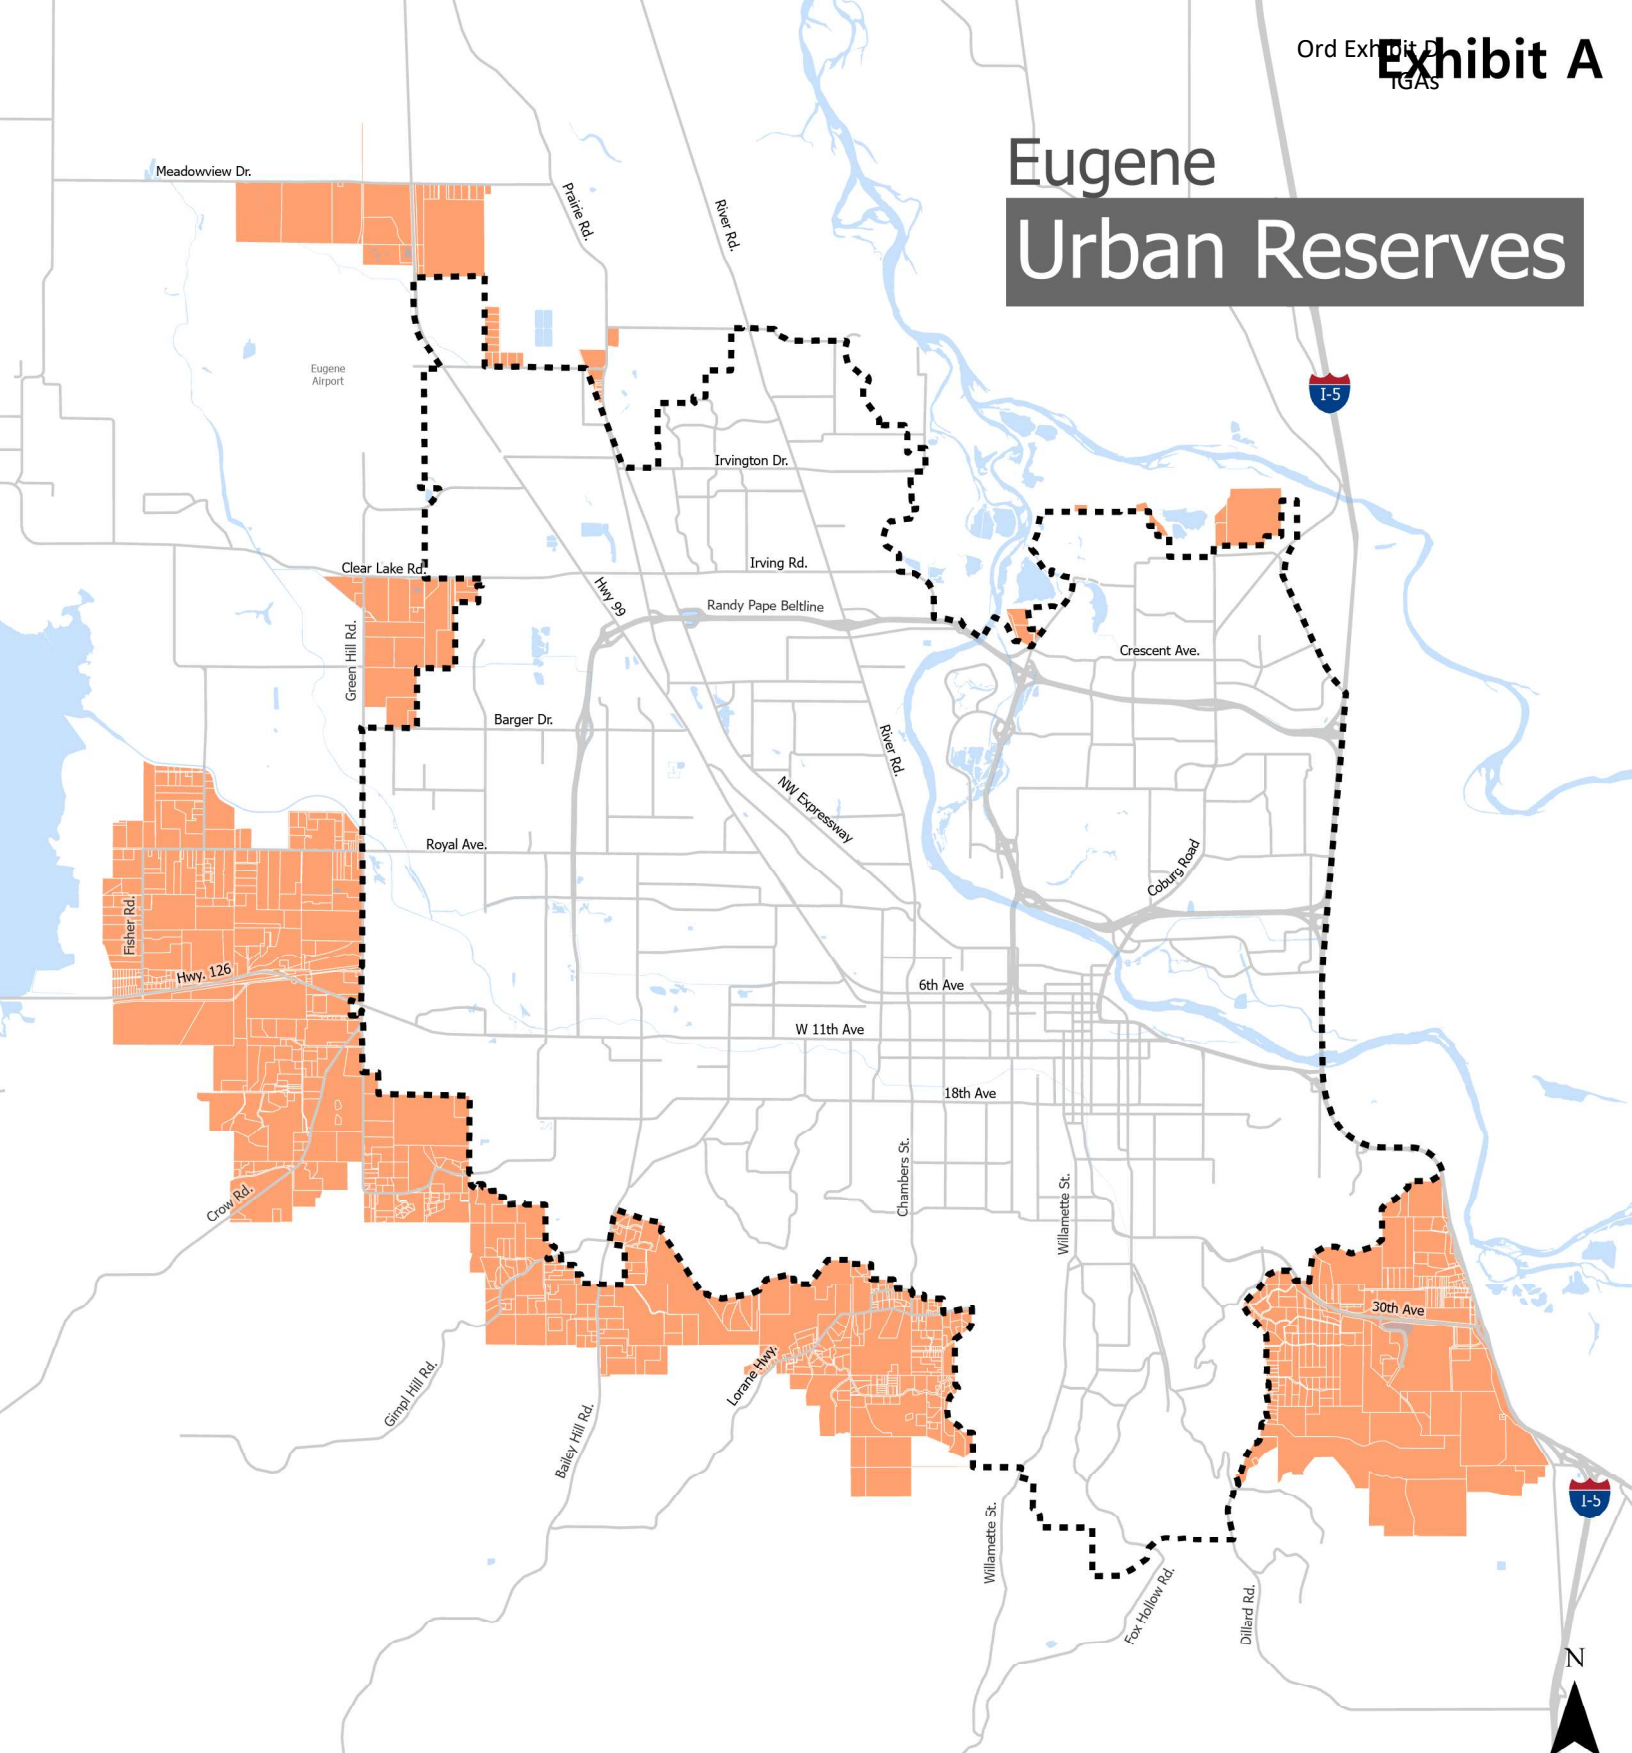 Ord Exhibit D
Exhibit A
IGAs
Eugene
Urban Reserves
Meadowview Dr.
Prairie Rd.
River Rd.
Eugene
Airport
I-5
Irvington Dr.
Clear Lake Rd.
Irving Rd.
Hwy 99
Randy Pape Beltline
Green Hill Rd.
Crescent Ave.
Barger Dr.
River Rd.
NW Expressway
Royal Ave.
Coburg Road
Fisher Rd.
Hwy. 126
6th Ave
W 11th Ave
18th Ave
Chambers St.
Willamette St.
Crow Rd.
30th Ave
Gimpl Hill Rd.
Lorane Hwy.
Bailey Hill Rd.
I-5
Willamette St.
Fox Hollow Rd.
Dillard Rd.
N